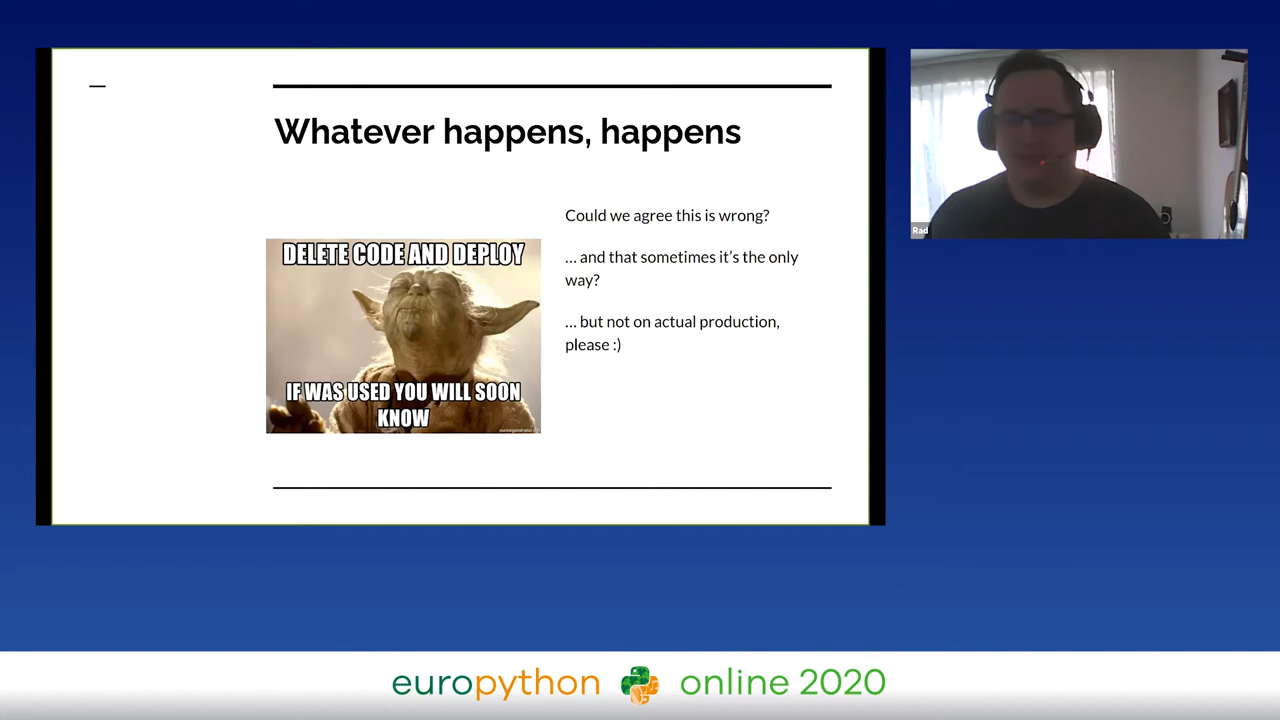 Whatever happens, happens
DELETE CODE AND DEPLOY
IF WAS USED YOU WILL SOON
KNOW
Could we agree this is wrong?
... and that sometimes it's the only
way?
... but not on actual production,
please :)
Rad
europython online 2020